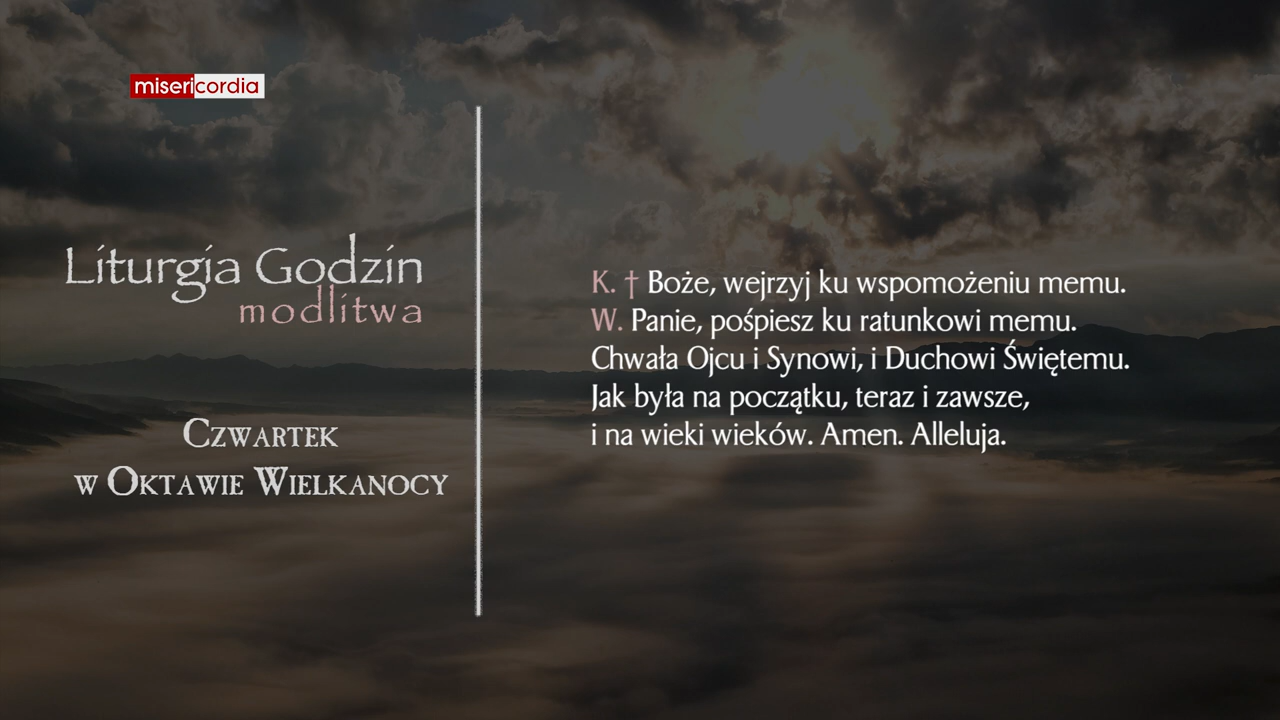 misericordia
Liturgia Godzin
modlitwa
Czwartek
w Oktawie Wielkanocy
K. † Boże, wejrzyj ku wspomożeniu memu.
W. Panie, pośpiesz ku ratunkowi memu.
Chwała Ojcu i Synowi, i Duchowi Świętemu.
Jak była na początku, teraz i zawsze,
i na wieki wieków. Amen. Alleluja.